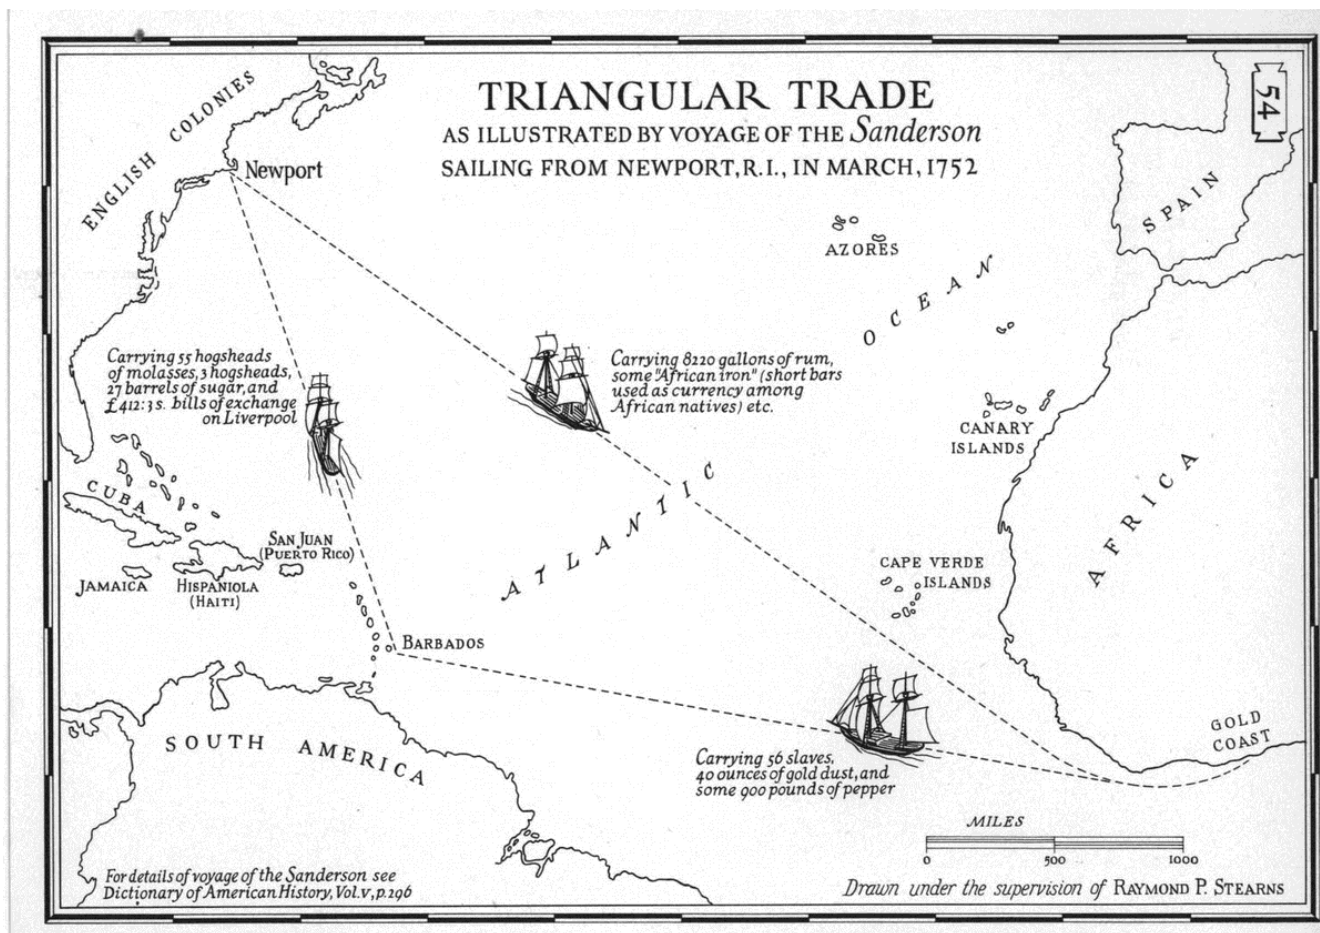 TRIANGULAR TRADE
AS ILLUSTRATED BY VOYAGE OF THE Sanderson
SAILING FROM NEWPORT, R.I., IN MARCH, 1752
54
ENGLISH COLONIES
Newport
SPAIN
AZORES
ATLANTIC OCEAN
Carrying 55 hogsheads
of molasses, 3 hogsheads,
27 barrels of sugar, and
£412:3 s. bills of exchange
on Liverpool
Carrying 8220 gallons of rum,
some "African iron" (short bars
used as currency among
African natives) etc.
CANARY
ISLANDS
AFRICA
CUBA
SAN JUAN
(PUERTO RICO)
JAMAICA
HISPANIOLA
(HAITI)
CAPE VERDE
ISLANDS
BARBADOS
GOLD
COAST
SOUTH AMERICA
Carrying 56 slaves,
40 ounces of gold dust, and
some 900 pounds of pepper
MILES
0 500 1000
For details of voyage of the Sanderson see
Dictionary of American History, Vol. V, p. 296
Drawn under the supervision of RAYMOND P. STEARNS